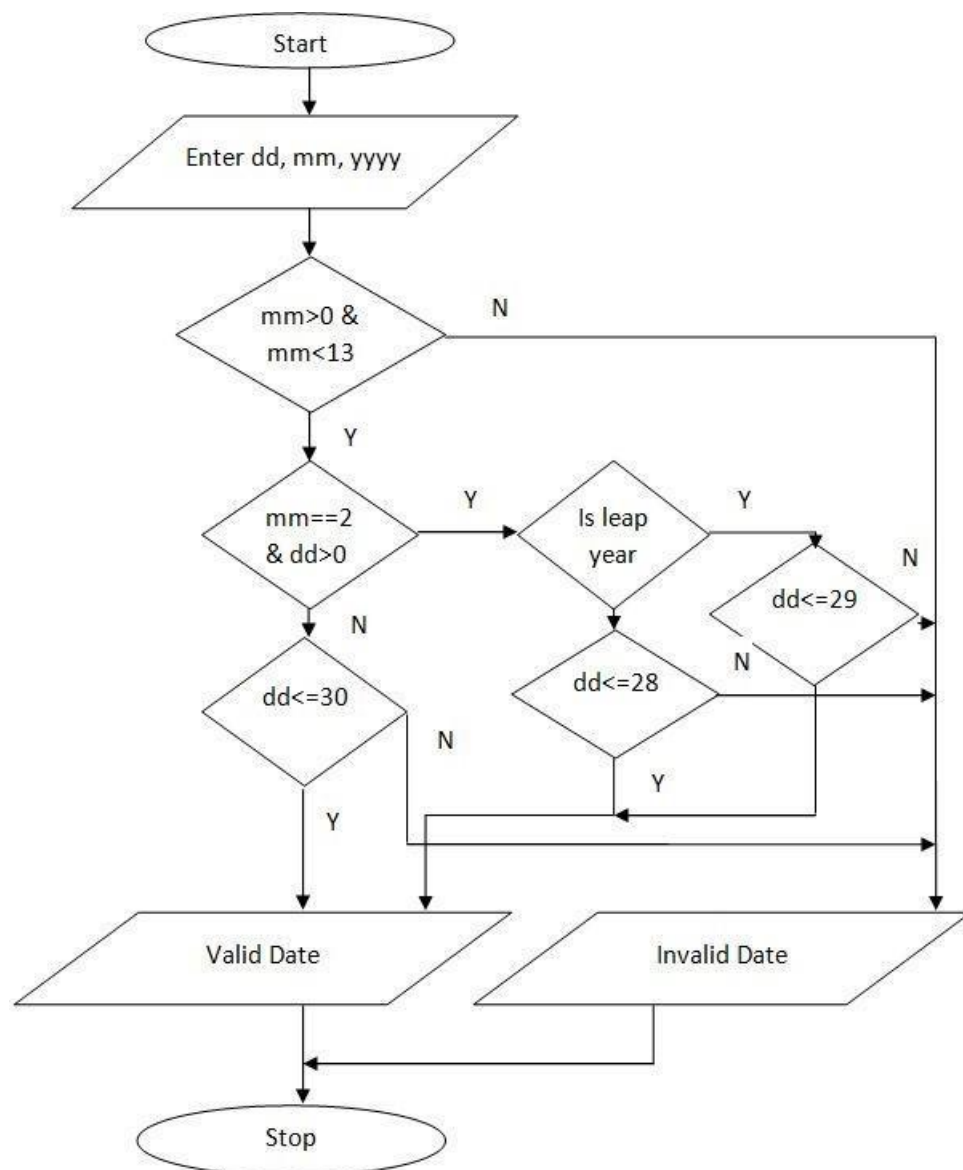 Start
Enter dd, mm, yyyy
mm>0 &
mm<13
N
Y
mm==2
& dd>0
Y
Is leap
year
Y
dd<=29
N
N
dd<=30
dd<=28
N
N
Y
Y
Valid Date
Invalid Date
Stop